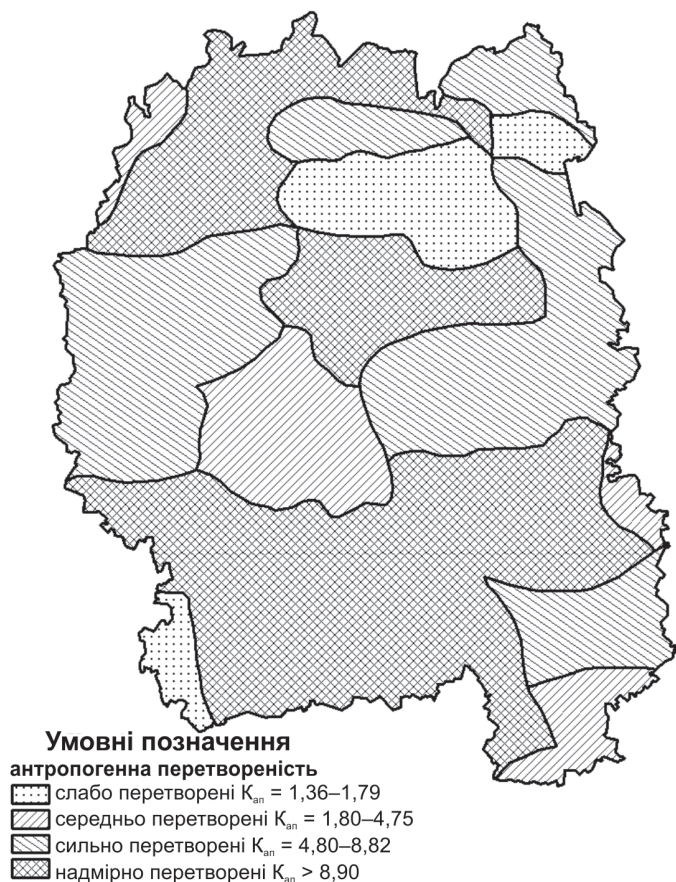 Умовні позначення
антропогенна перетвореність
слабо перетворені Kап = 1,36–1,79
середньо перетворені Kап = 1,80–4,75
сильно перетворені Kап = 4,80–8,82
надмірно перетворені Kап > 8,90